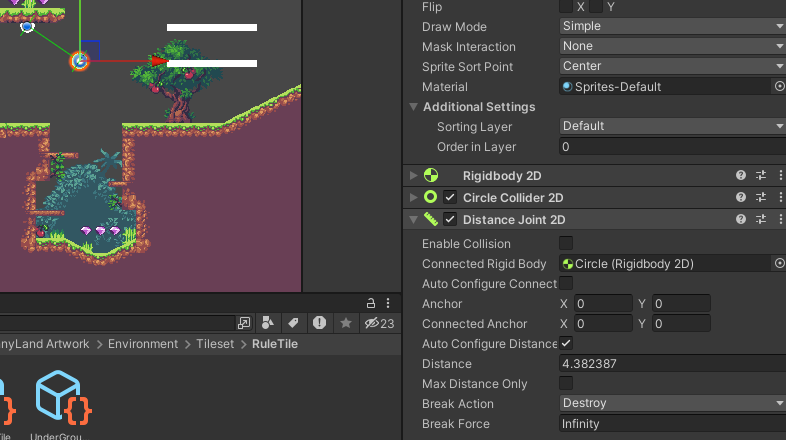 Flip X Y
Draw Mode Simple
Mask Interaction None
Sprite Sort Point Center
Material Sprites-Default
Additional Settings
Sorting Layer Default
Order in Layer 0
Rigidbody 2D
Circle Collider 2D
Distance Joint 2D
Enable Collision
Connected Rigid Body Circle (Rigidbody 2D)
Auto Configure Connect
Anchor X 0 Y 0
Connected Anchor X 0 Y 0
Auto Configure Distance
Distance 4.382387
Max Distance Only
Break Action Destroy
Break Force Infinity
23
nyLand Artwork > Environment > Tileset > RuleTile
Tile
UnderGrou...